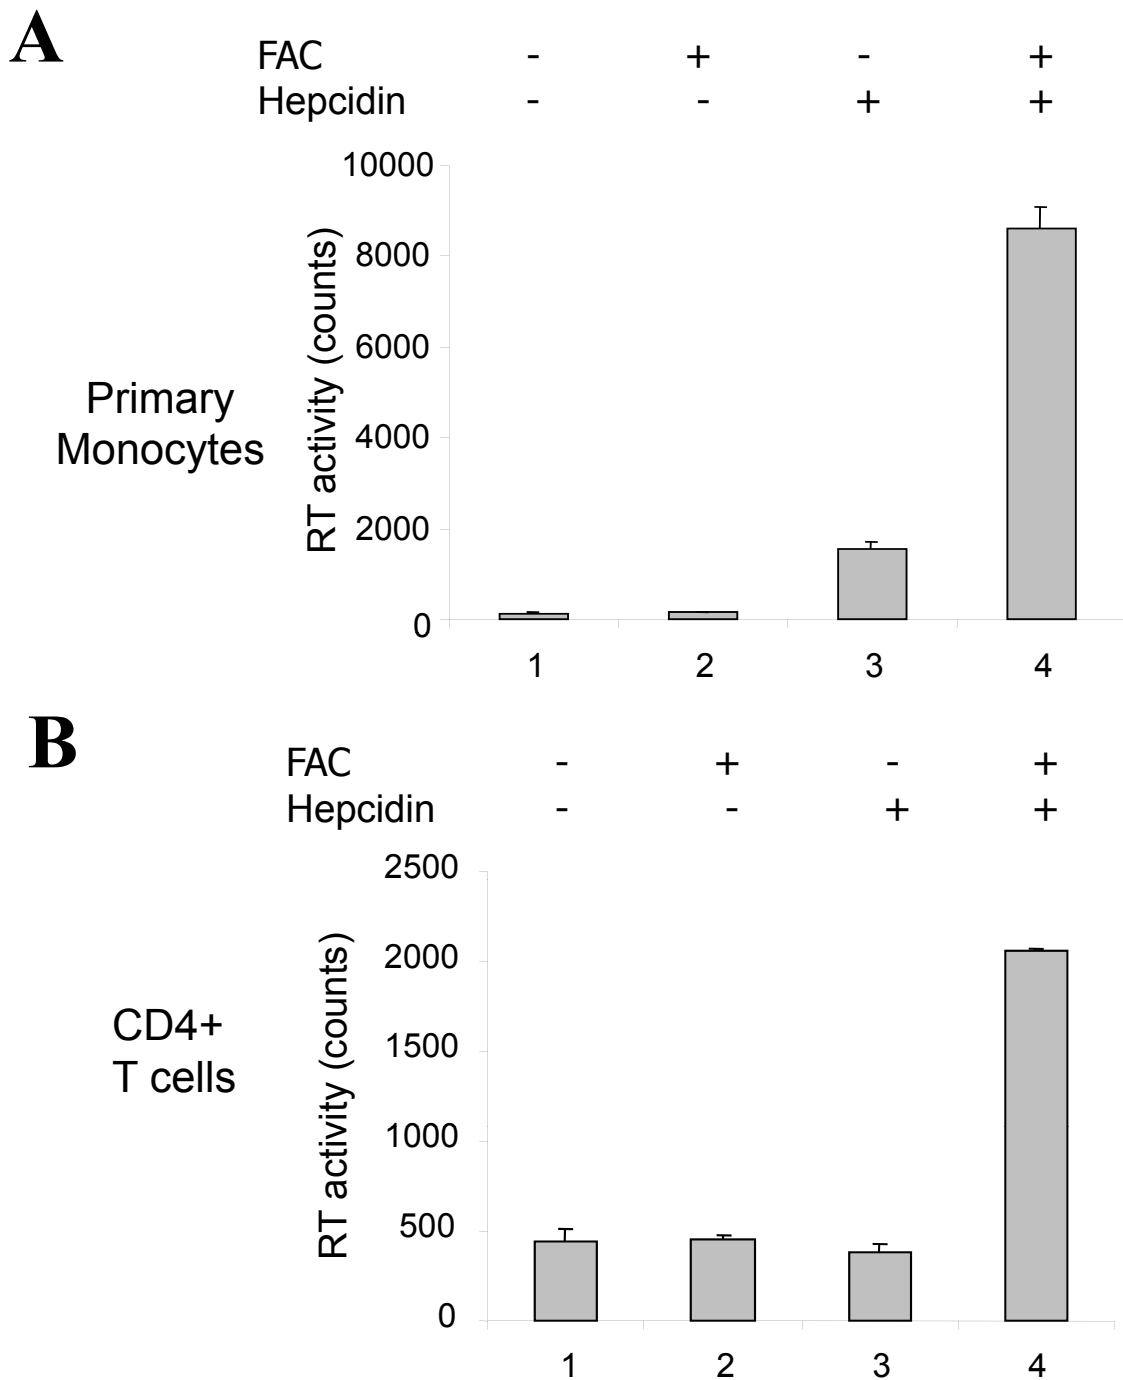 A
FAC - + - +
Hepcidin - - + +
10000
8000
6000
4000
2000
0
RT activity (counts)
Primary
Monocytes
1 2 3 4
B
FAC - + - +
Hepcidin - - + +
2500
2000
1500
1000
500
0
RT activity (counts)
CD4+
T cells
1 2 3 4